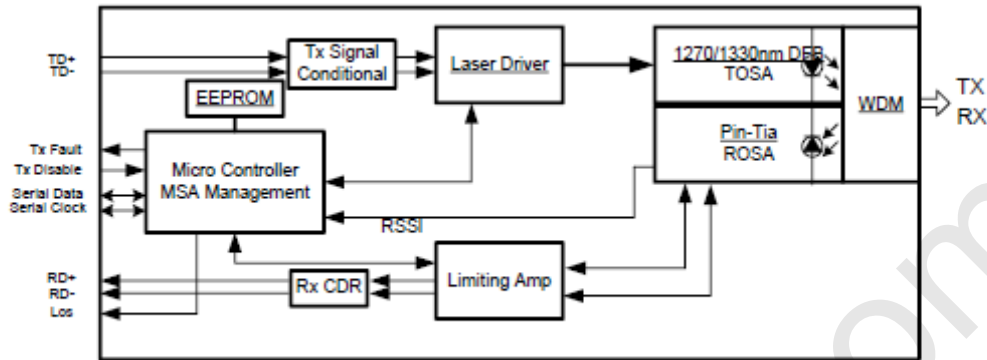 TD+
TD-
Tx Signal
Conditional
EEPROM
Laser Driver
1270/1330nm DFB
TOSA
WDM
TX
RX
Pin-Tia
ROSA
Tx Fault
Tx Disable
Serial Data
Serial Clock
Micro Controller
MSA Management
RSSI
RD+
RD-
Los
Rx CDR
Limiting Amp
om